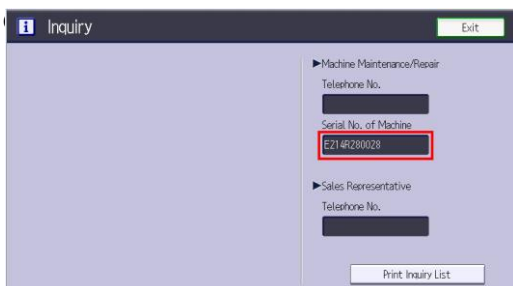 i Inquiry
Exit
►Machine Maintenance/Repair
Telephone No.
Serial No. of Machine
E214R280028
►Sales Representative
Telephone No.
Print Inquiry List